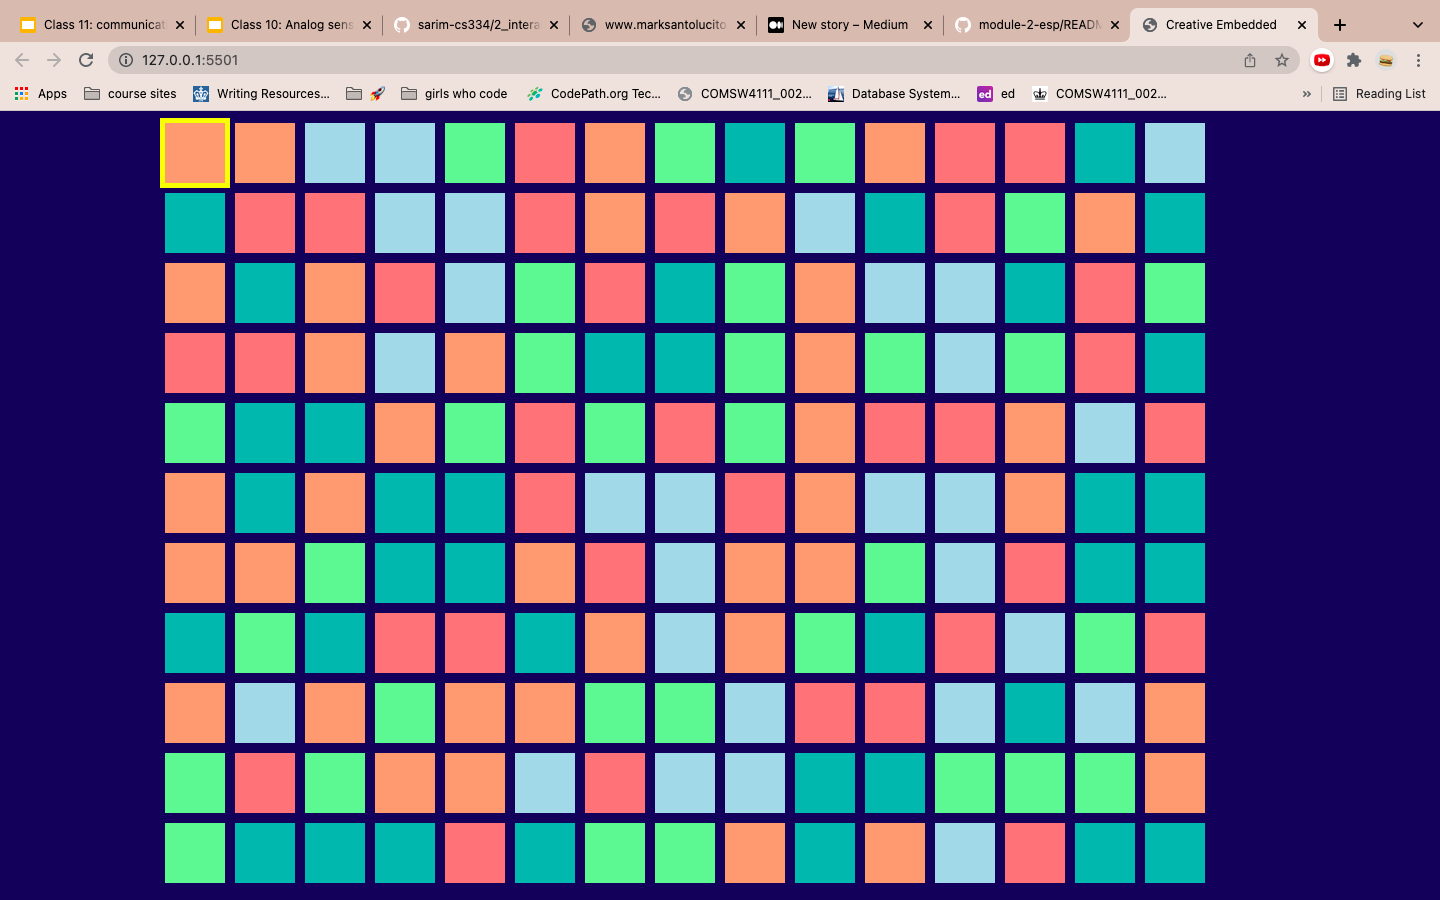 Class 11: communicat
Class 10: Analog sens
sarim-cs334/2_intera
www.marksantolucito
New story – Medium
module-2-esp/READM
Creative Embedded
127.0.0.1:5501
Apps
course sites
Writing Resources...
girls who code
CodePath.org Tec...
COMSW4111_002...
Database System...
ed
ed
COMSW4111_002...
»
Reading List